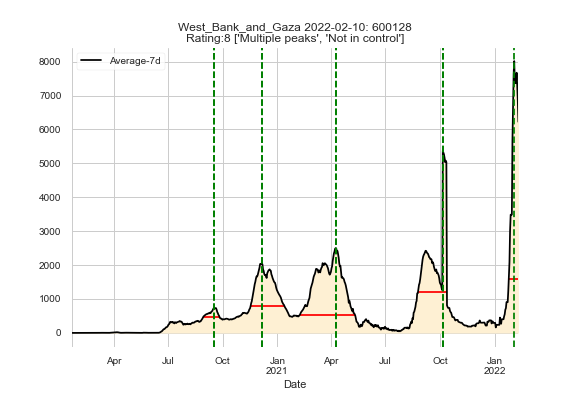 West_Bank_and_Gaza 2022-02-10: 600128
Rating:8 ['Multiple peaks', 'Not in control']
Average-7d
8000
7000
6000
5000
4000
3000
2000
1000
0
Apr Jul Oct Jan Apr Jul Oct Jan
2021 2022
Date